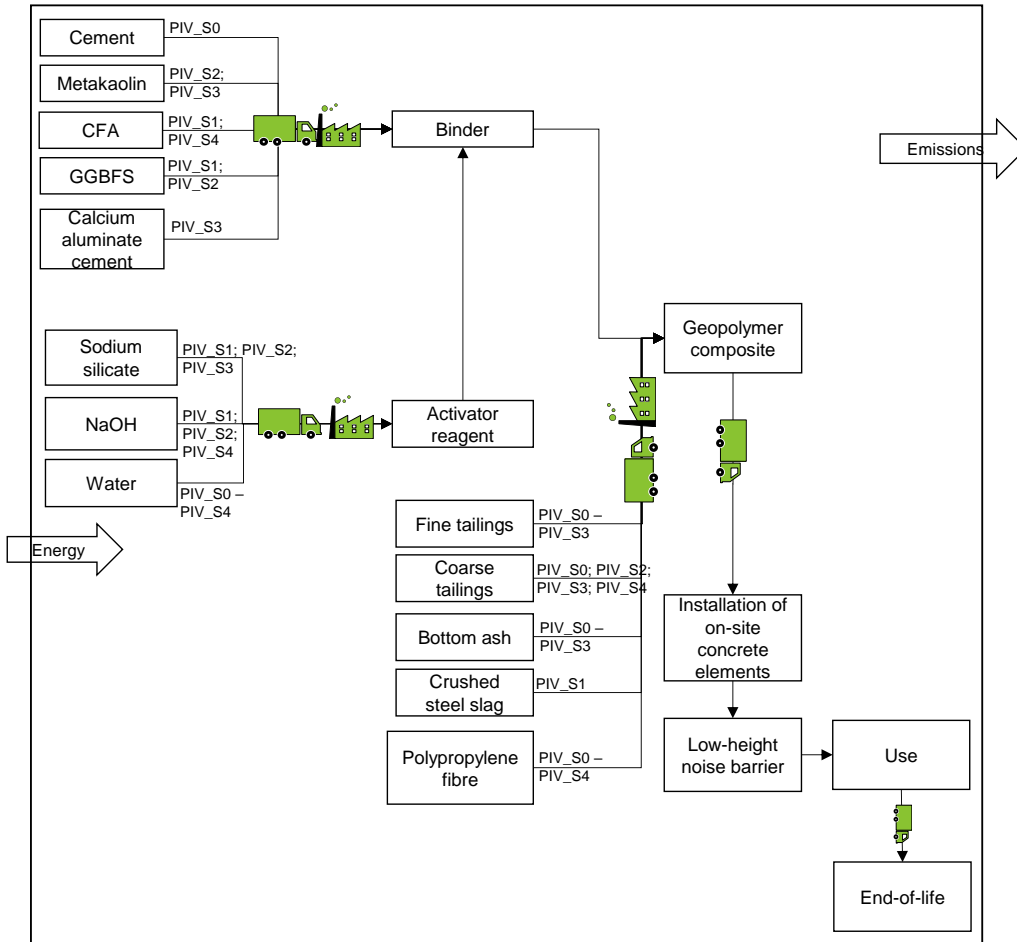 Cement
PIV_S0
Metakaolin
PIV_S2;
PIV_S3
CFA
PIV_S1;
PIV_S4
GGBFS
PIV_S1;
PIV_S2
Calcium
aluminate
cement
PIV_S3
Binder
Emissions
Sodium
silicate
PIV_S1; PIV_S2;
PIV_S3
NaOH
PIV_S1;
PIV_S2;
PIV_S4
Water
PIV_S0 –
PIV_S4
Activator
reagent
Energy
Geopolymer
composite
Fine tailings
PIV_S0 –
PIV_S3
Coarse
tailings
PIV_S0; PIV_S2;
PIV_S3; PIV_S4
Bottom ash
PIV_S0 –
PIV_S3
Crushed
steel slag
PIV_S1
Polypropylene
fibre
PIV_S0 –
PIV_S4
Installation of
on-site
concrete
elements
Low-height
noise barrier
Use
End-of-life